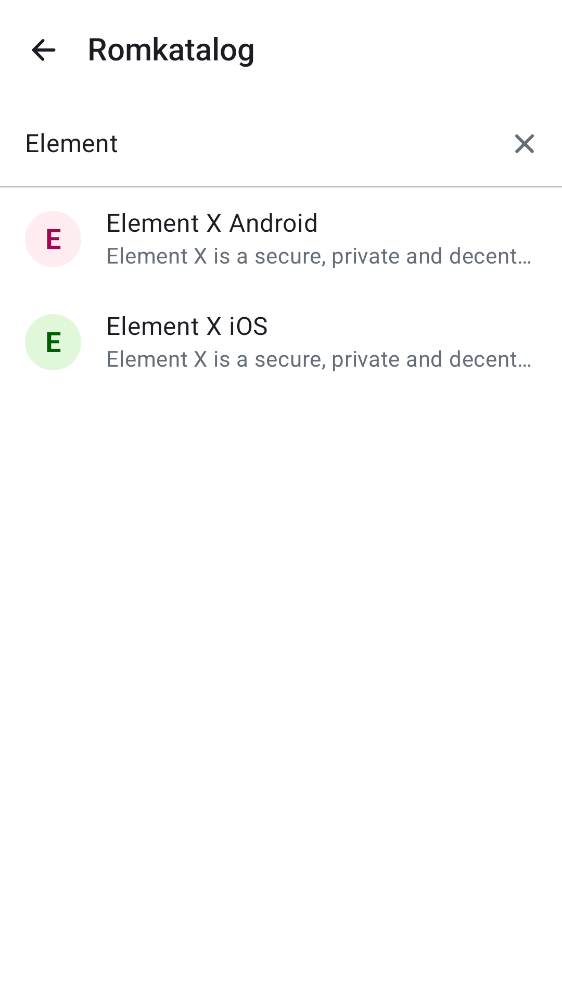 Romkatalog
Element
E
Element X Android
Element X is a secure, private and decent…
E
Element X iOS
Element X is a secure, private and decent…